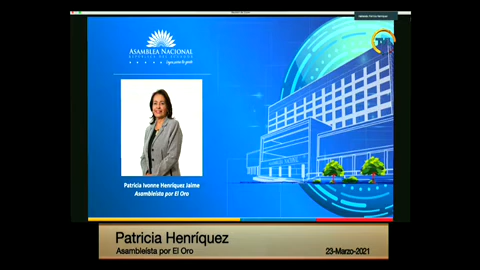 ASAMBLEA NACIONAL
REPÚBLICA DEL ECUADOR
Patricia Ivonne Henríquez Jaime
Asambleísta por El Oro
Patricia Henríquez
Asambleísta por El Oro
23-Marzo-2021